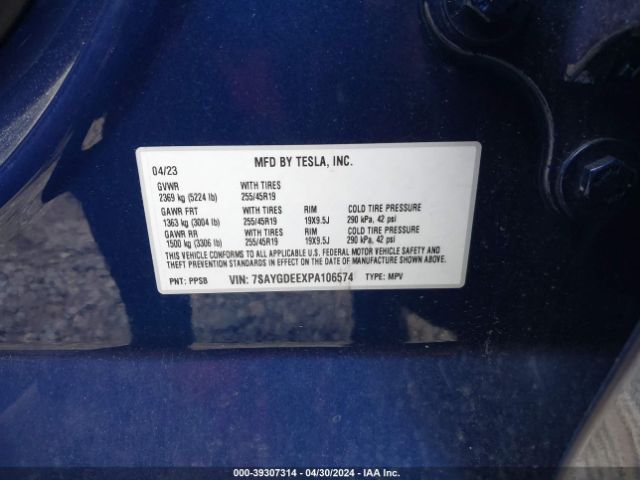 MFD BY TESLA, INC.
04/23
GVWR WITH TIRES
2369 kg (5224 lb) 255/45R19
GAWR FRT WITH TIRES RIM COLD TIRE PRESSURE
1363 kg (3004 lb) 255/45R19 19X9.5J 290 kPa, 42 psi
GAWR RR WITH TIRES RIM COLD TIRE PRESSURE
1500 kg (3306 lb) 255/45R19 19X9.5J 290 kPa, 42 psi
THIS VEHICLE CONFORMS TO ALL APPLICABLE U.S. FEDERAL MOTOR VEHICLE SAFETY AND
THEFT PREVENTION STANDARDS IN EFFECT ON THE DATE OF MANUFACTURE SHOWN ABOVE.
PNT: PPSB VIN: 7SAYGDEEXPA106574 TYPE: MPV
000-39307314 - 04/30/2024 - IAA Inc.